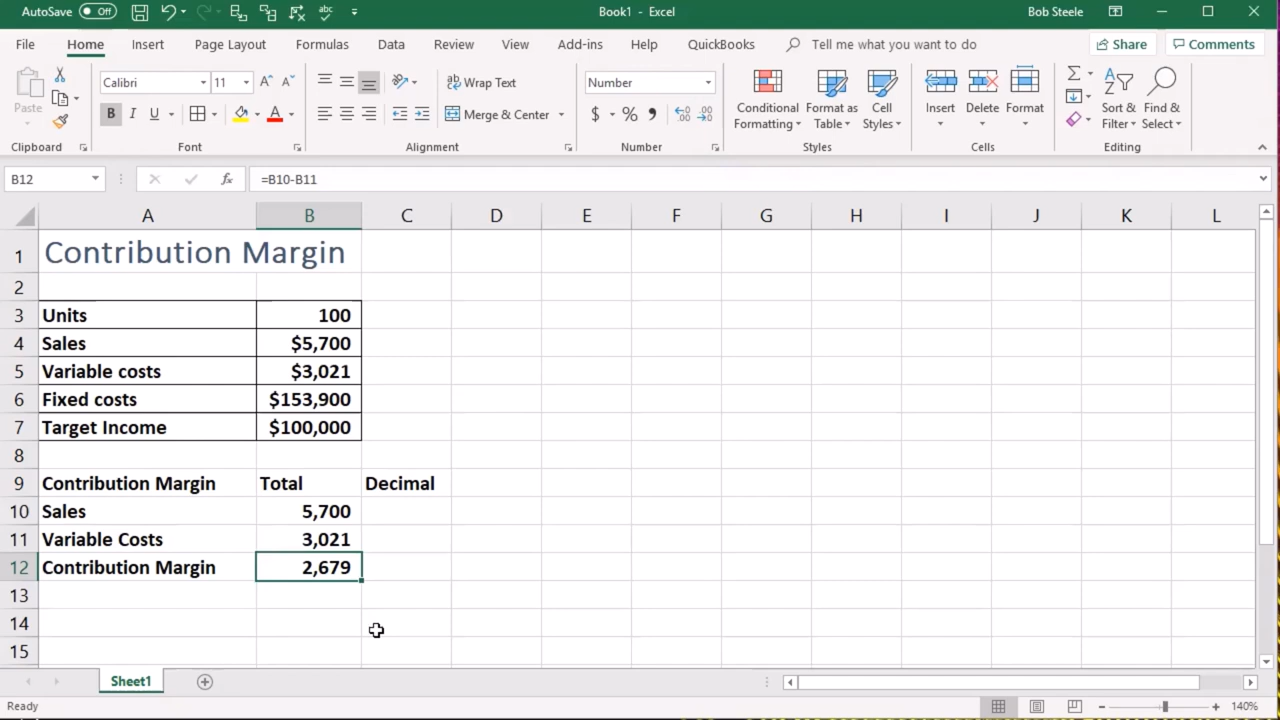 AutoSave Off Book1 - Excel Bob Steele
File Home Insert Page Layout Formulas Data Review View Add-ins Help QuickBooks Tell me what you want to do Share Comments
Calibri 11 Wrap Text Number
Paste B I U Merge & Center $ % Conditional Formatting Format as Table Cell Styles Insert Delete Format Sort & Filter Find & Select
Clipboard Font Alignment Number Styles Cells Editing
B12 fx =B10-B11
A B C D E F G H I J K L
1 Contribution Margin
2
3 Units 100
4 Sales $5,700
5 Variable costs $3,021
6 Fixed costs $153,900
7 Target Income $100,000
8
9 Contribution Margin Total Decimal
10 Sales 5,700
11 Variable Costs 3,021
12 Contribution Margin 2,679
13
14
15
Sheet1
Ready 140%